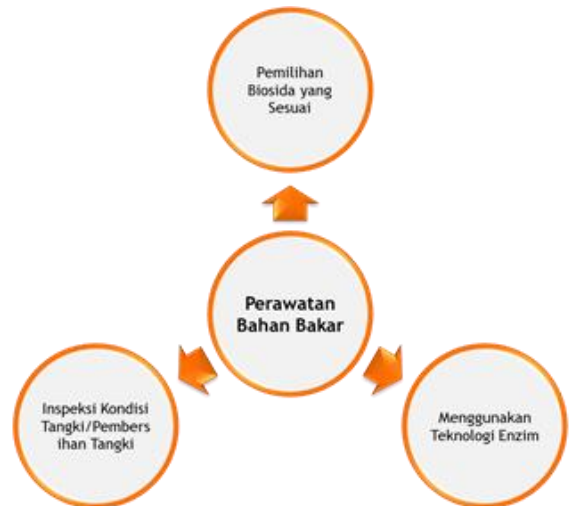 Pemilihan
Biosida yang
Sesuai
Perawatan
Bahan Bakar
Inspeksi Kondisi
Tangki/Pembers
ihan Tangki
Menggunakan
Teknologi Enzim